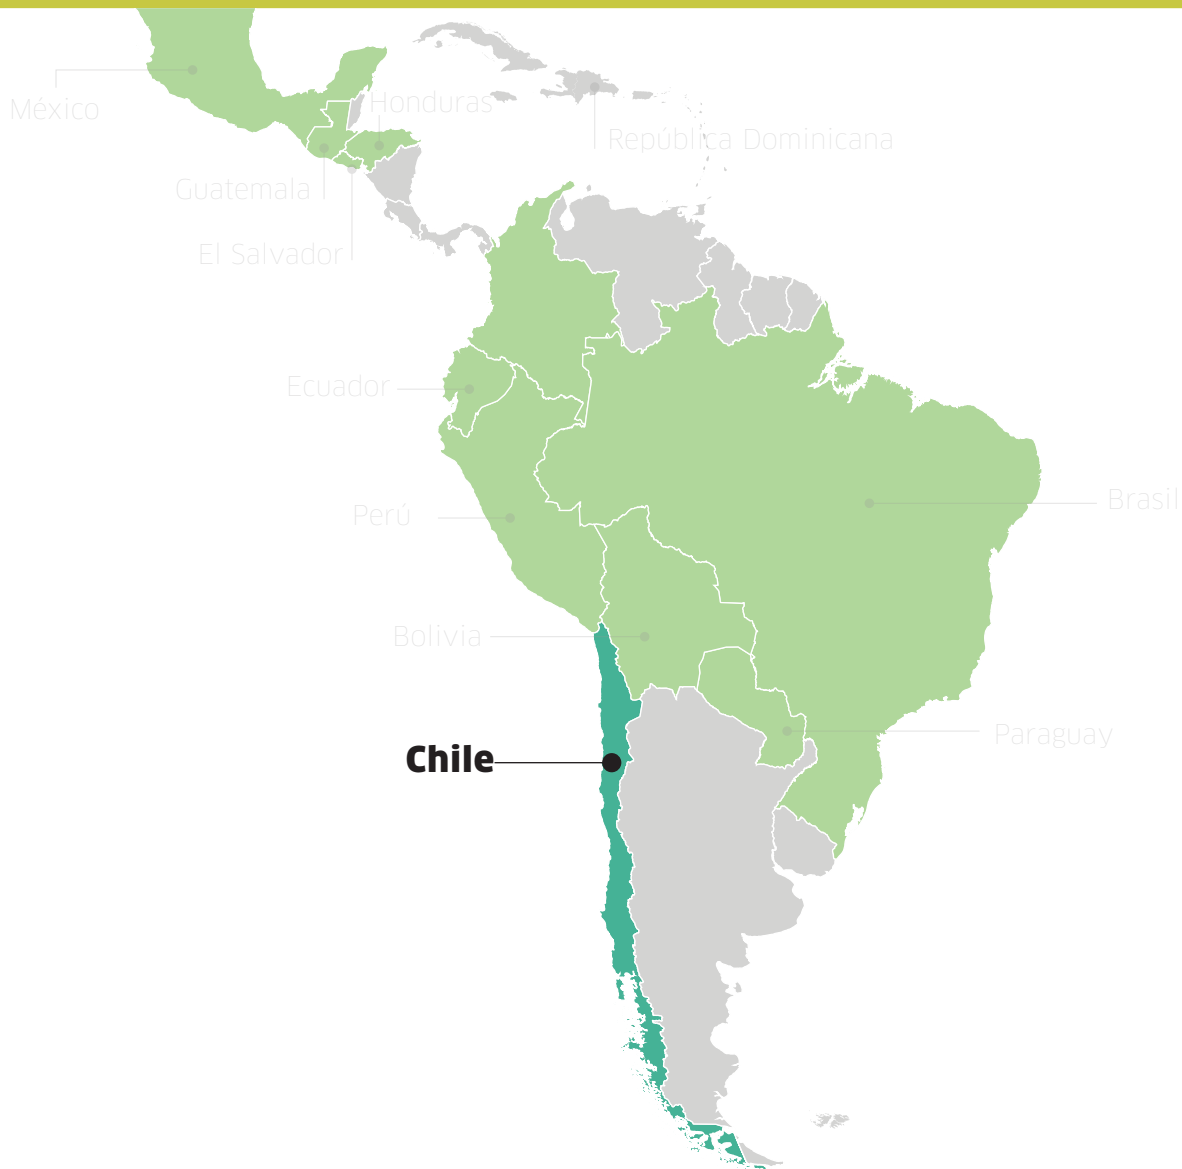 México
Honduras
República Dominicana
Guatemala
El Salvador
Ecuador
Brasil
Perú
Bolivia
Paraguay
Chile